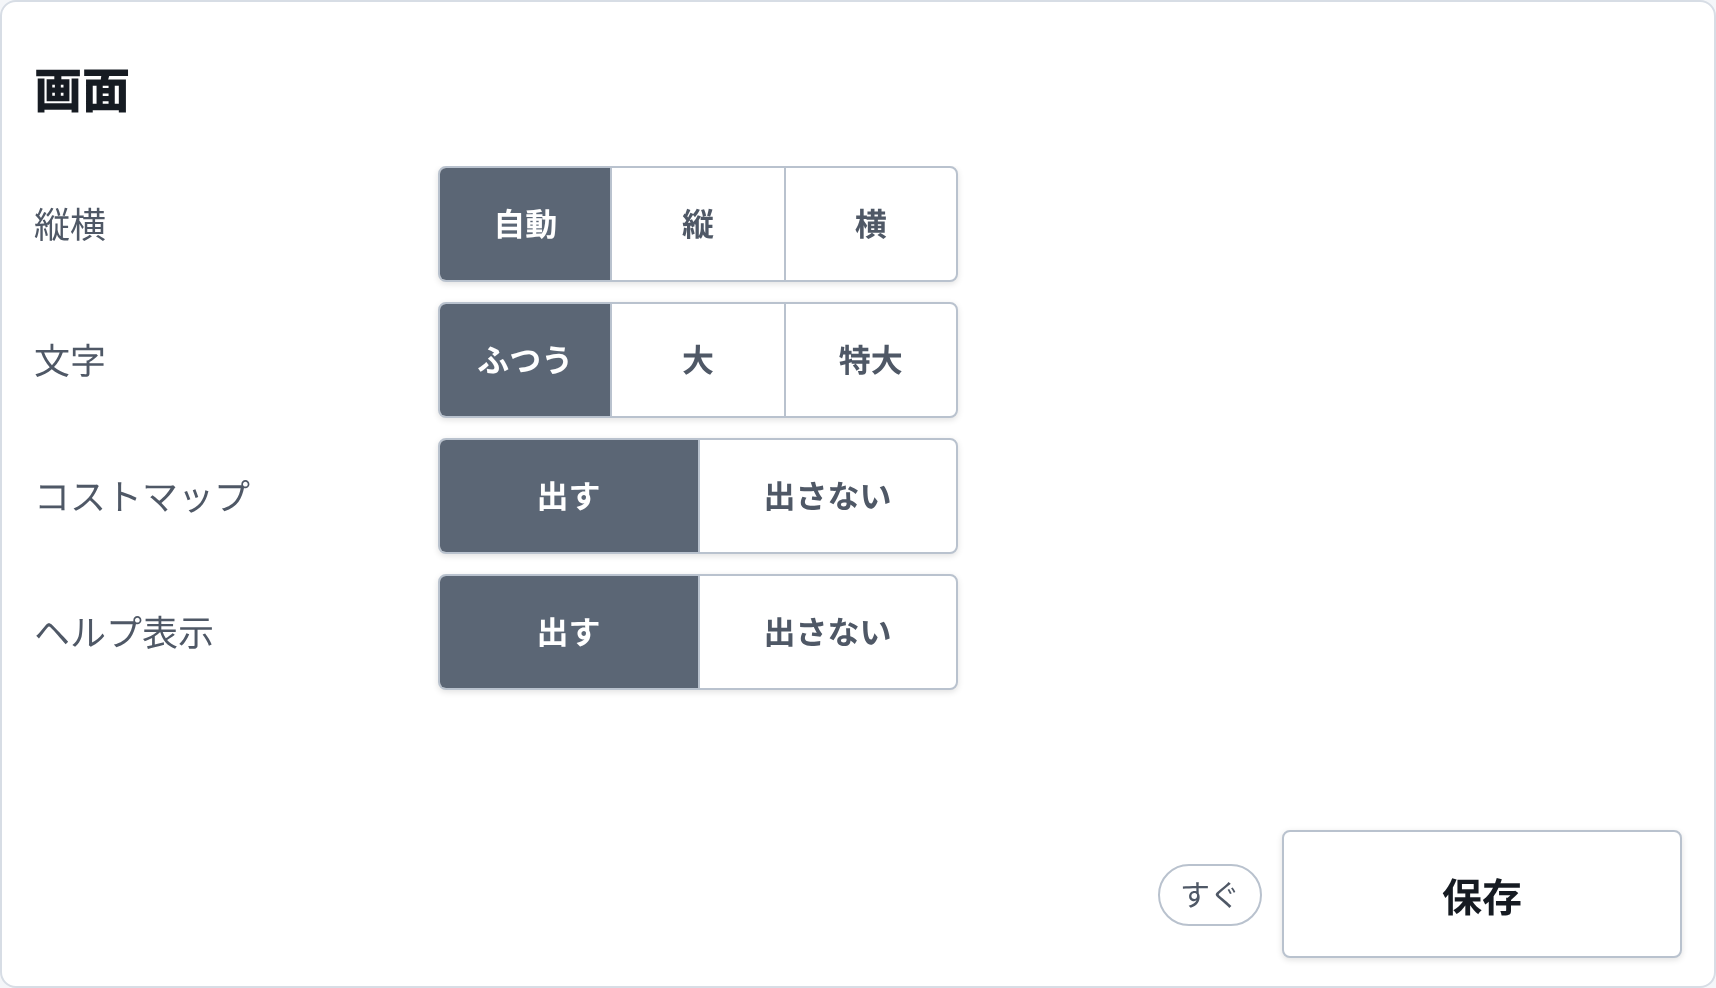 画面
縦横 自動 縦 横
文字 ふつう 大 特大
コストマップ 出す 出さない
ヘルプ表示 出す 出さない
すぐ 保存